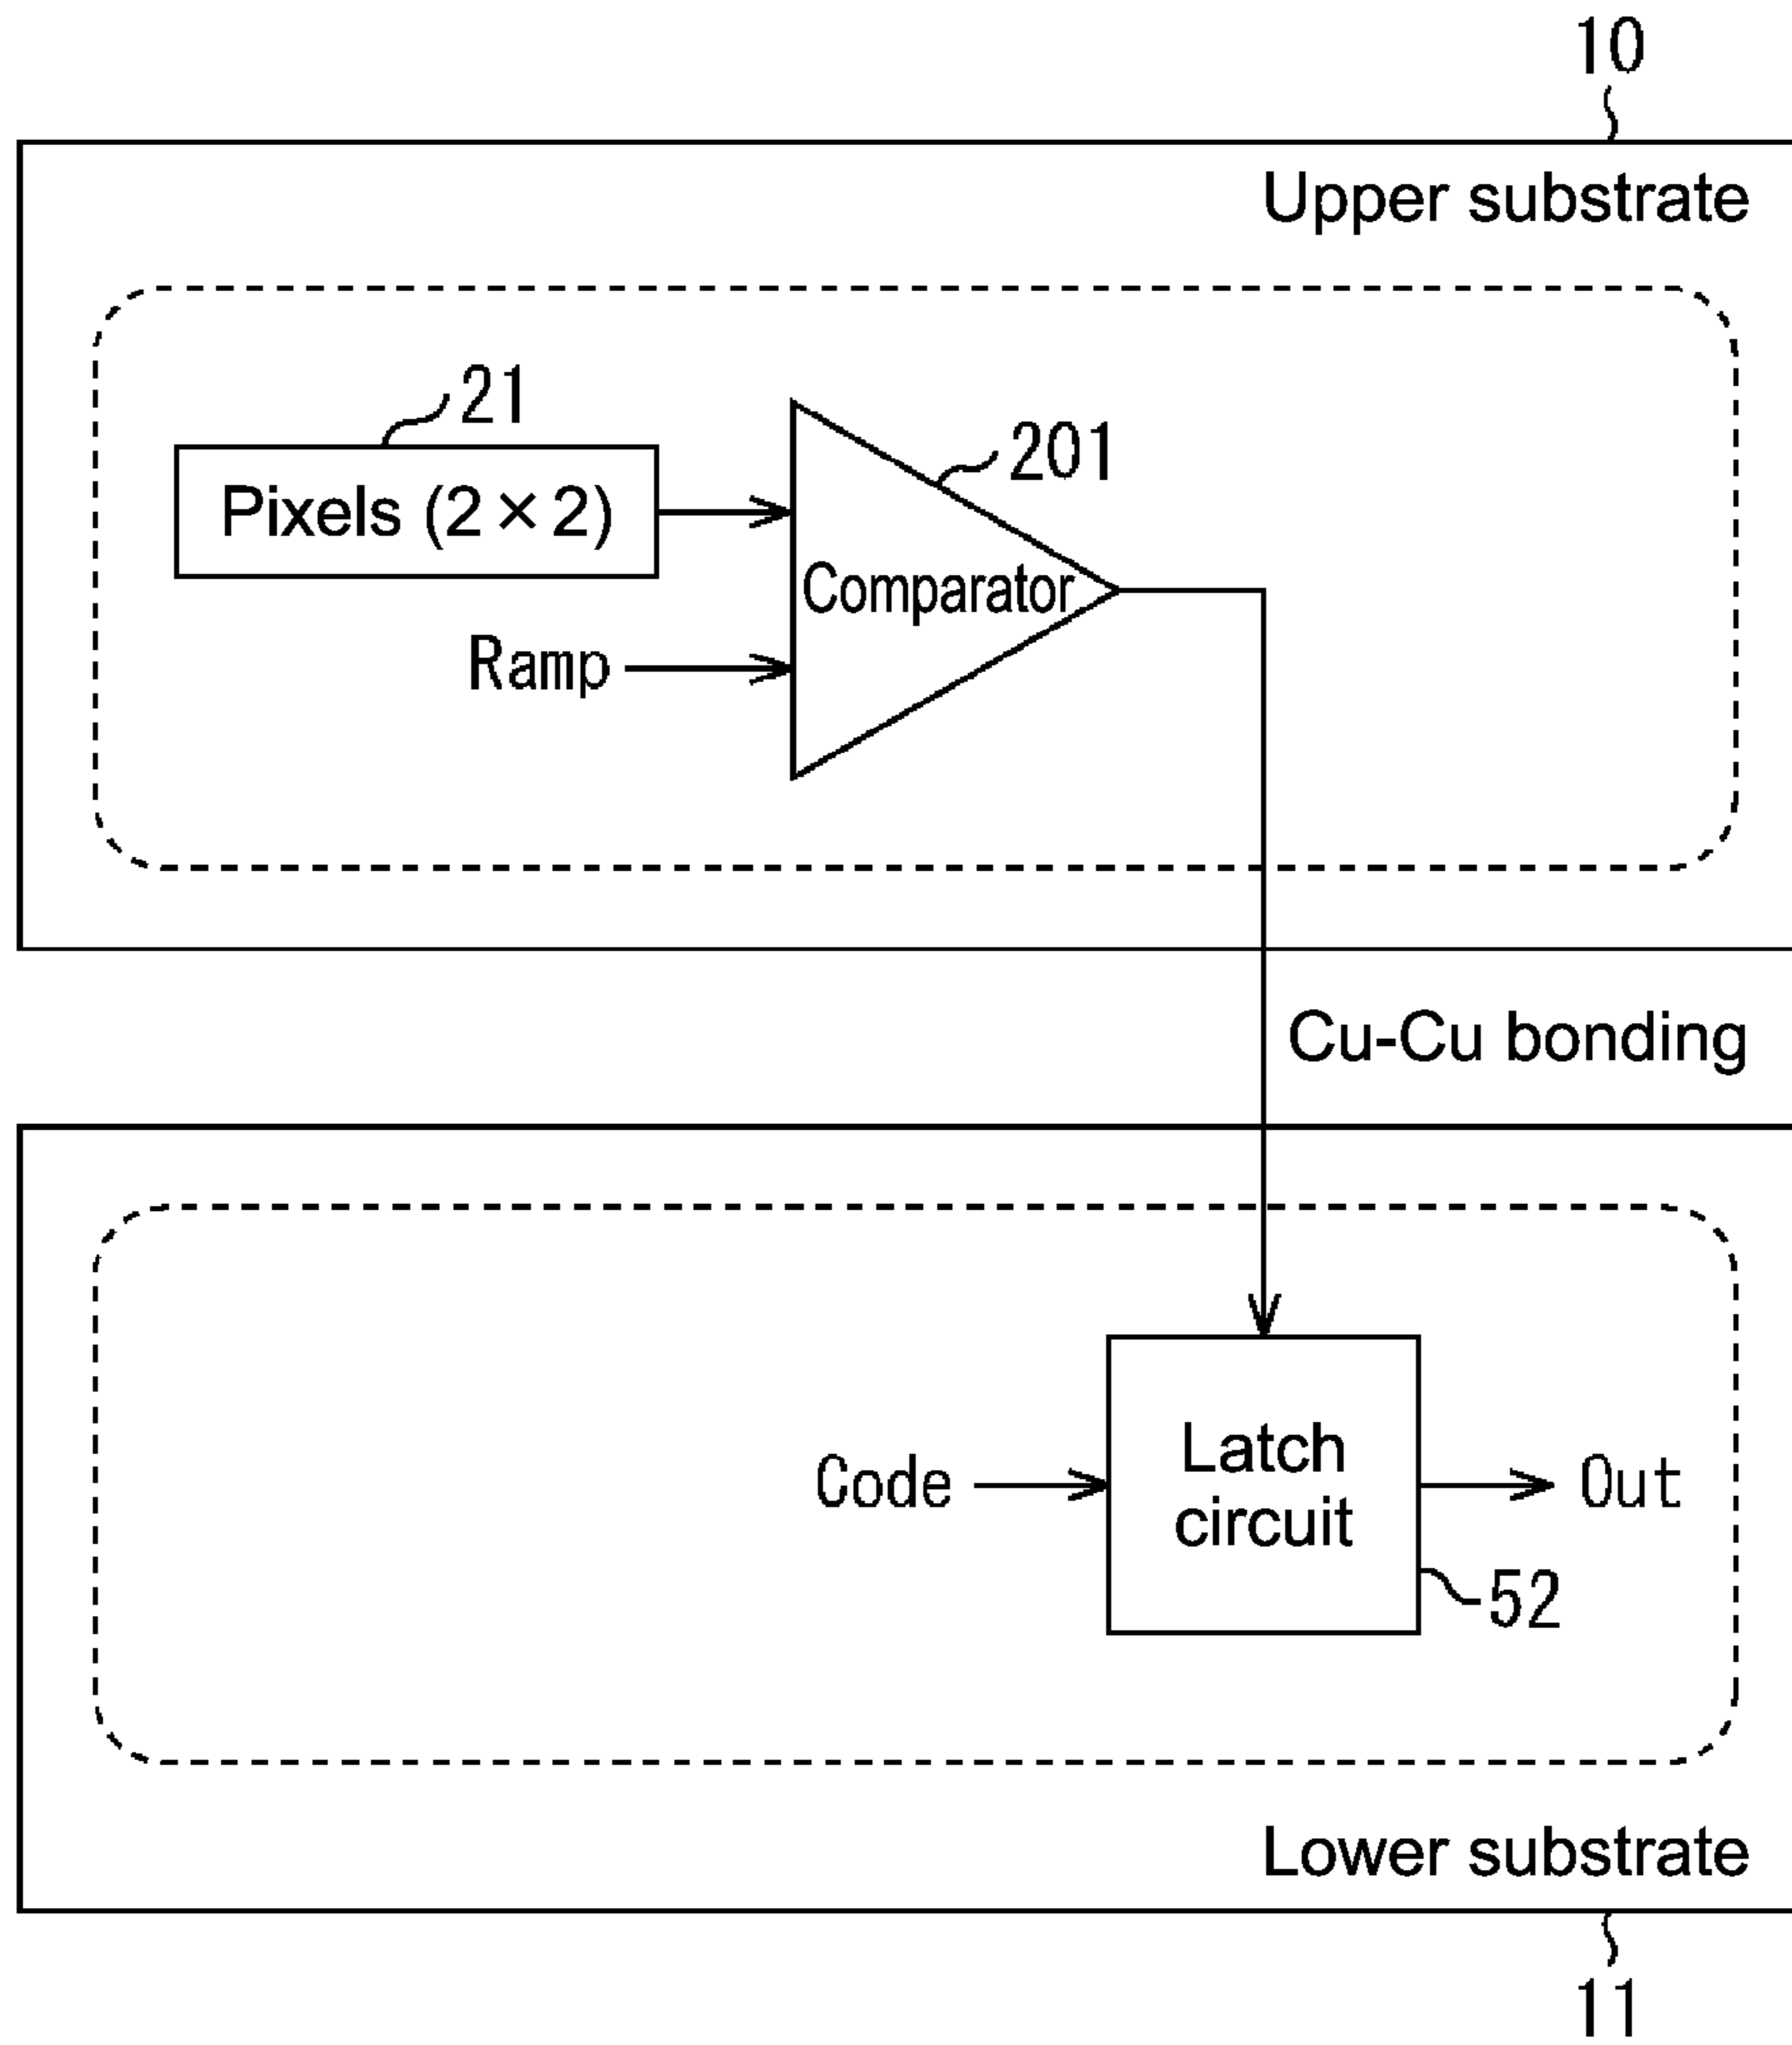 10
Upper substrate
21
Pixels (2×2)
201
Comparator
Ramp
Cu-Cu bonding
Code
Latch
circuit
Out
52
Lower substrate
11